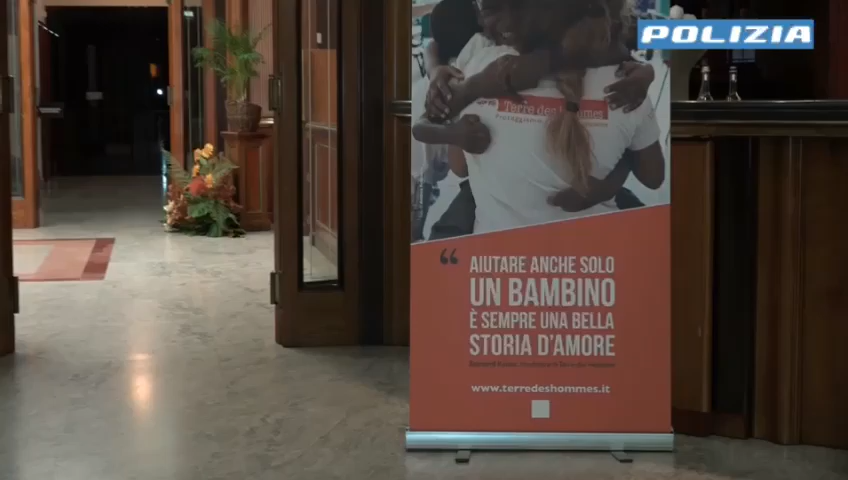 POLIZIA
Terre des hommes
“ AIUTARE ANCHE SOLO
UN BAMBINO
È SEMPRE UNA BELLA
STORIA D'AMORE
www.terredeshommes.it